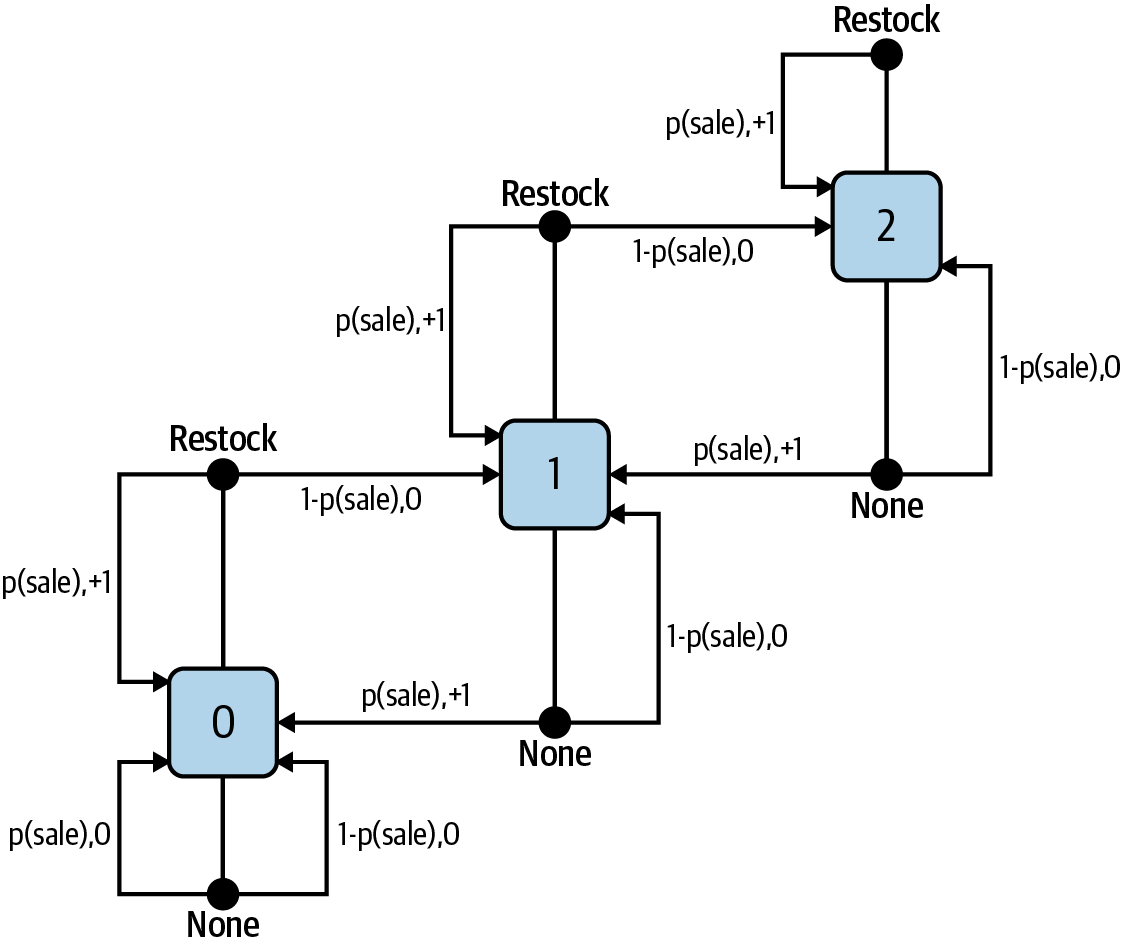 Restock
p(sale),+1
Restock
2
1-p(sale),0
p(sale),+1
1-p(sale),0
Restock
p(sale),+1
1
None
1-p(sale),0
p(sale),+1
1-p(sale),0
p(sale),+1
0
None
p(sale),0
1-p(sale),0
None